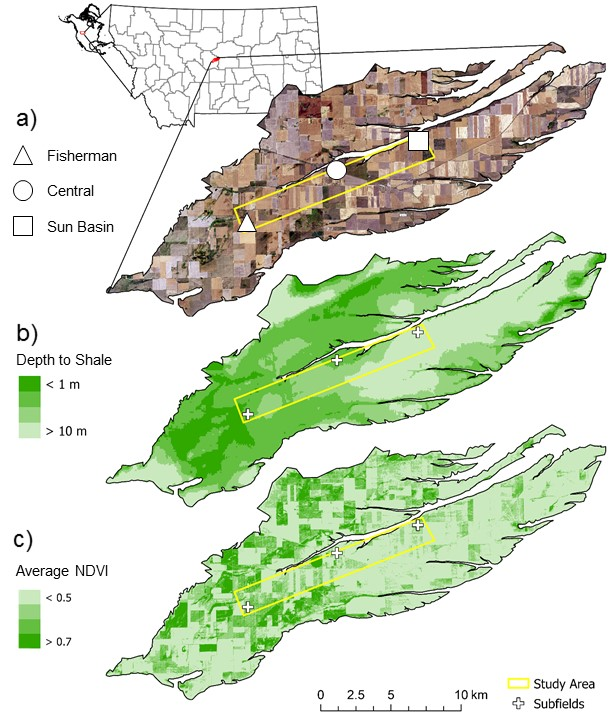 a)
Fisherman
Central
Sun Basin
b)
Depth to Shale
< 1 m
> 10 m
c)
Average NDVI
< 0.5
> 0.7
Study Area
Subfields
0 2.5 5 10 km